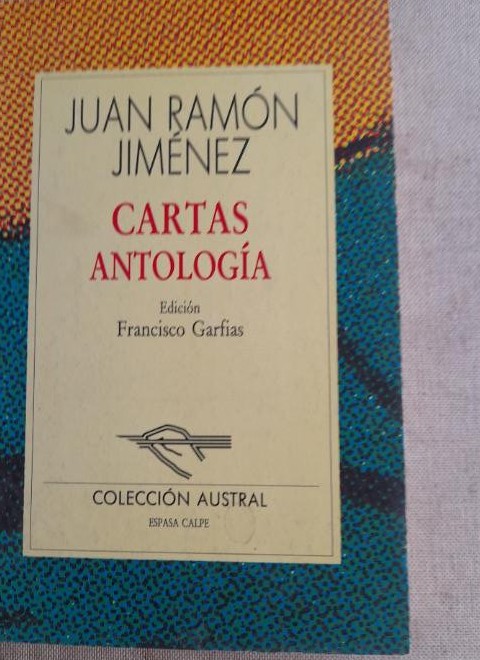 JUAN RAMÓN
JIMÉNEZ
CARTAS
ANTOLOGÍA
Edición
Francisco Garfias
COLECCIÓN AUSTRAL
ESPASA CALPE